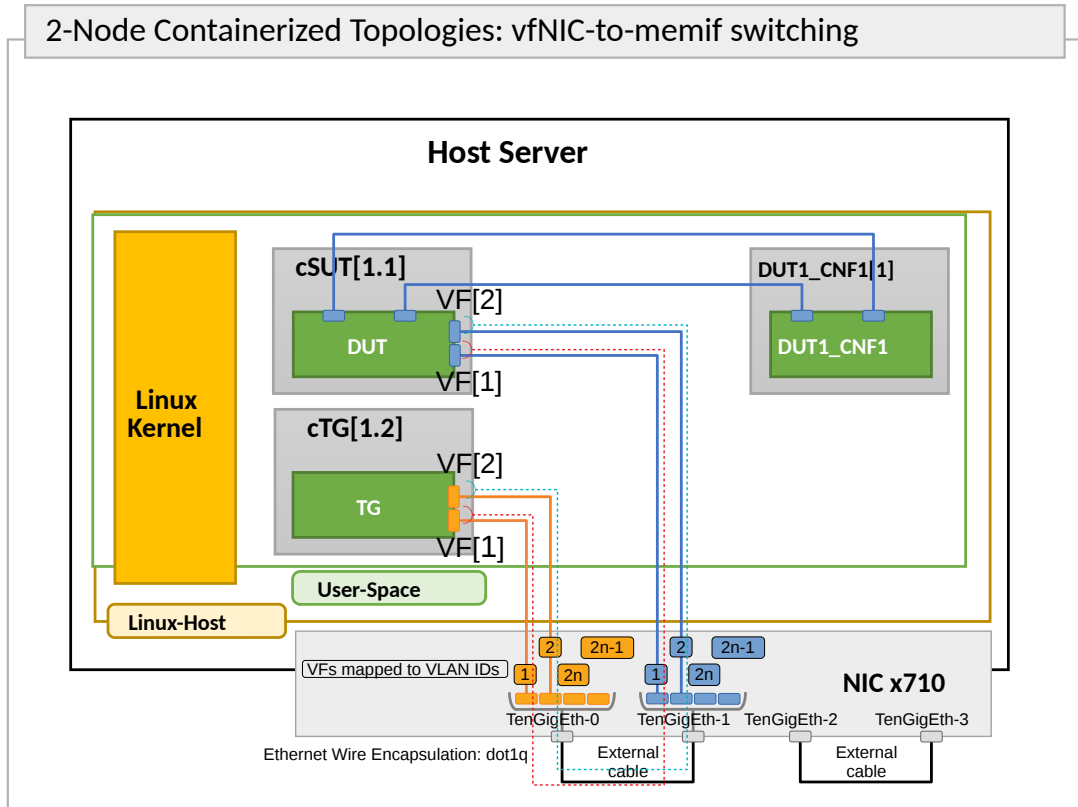 2-Node Containerized Topologies: vfNIC-to-memif switching
Host Server
cSUT[1.1]
DUT1_CNF1[1]
VF[2]
DUT
DUT1_CNF1
VF[1]
Linux
Kernel
cTG[1.2]
VF[2]
TG
VF[1]
User-Space
Linux-Host
2
2n-1
2
2n-1
VFs mapped to VLAN IDs
1
2n
1
2n
NIC x710
TenGigEth-0
TenGigEth-1
TenGigEth-2
TenGigEth-3
Ethernet Wire Encapsulation: dot1q
External
cable
External
cable